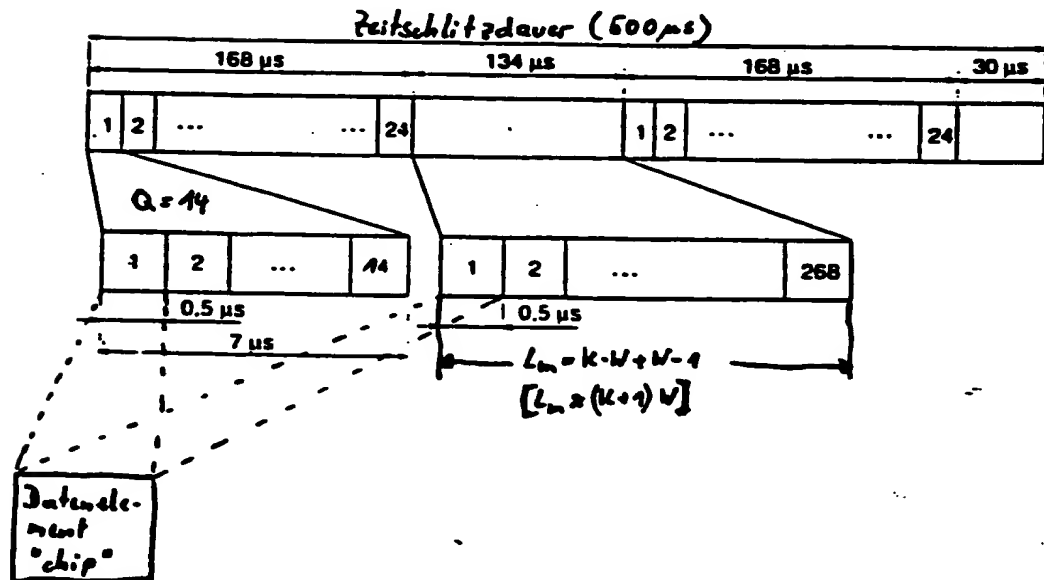 Zeitschlitzdauer (500µs)
168 µs 134 µs 168 µs 30 µs
1 2 ... ... 24 1 2 ... ... 24
Q = 14
1 2 ... 14 1 2 ... 268
0.5 µs 0.5 µs
7 µs
Lm = K·W+W-1
[Lm ≈ (K+1) W]
Datenele-
ment
"chip"